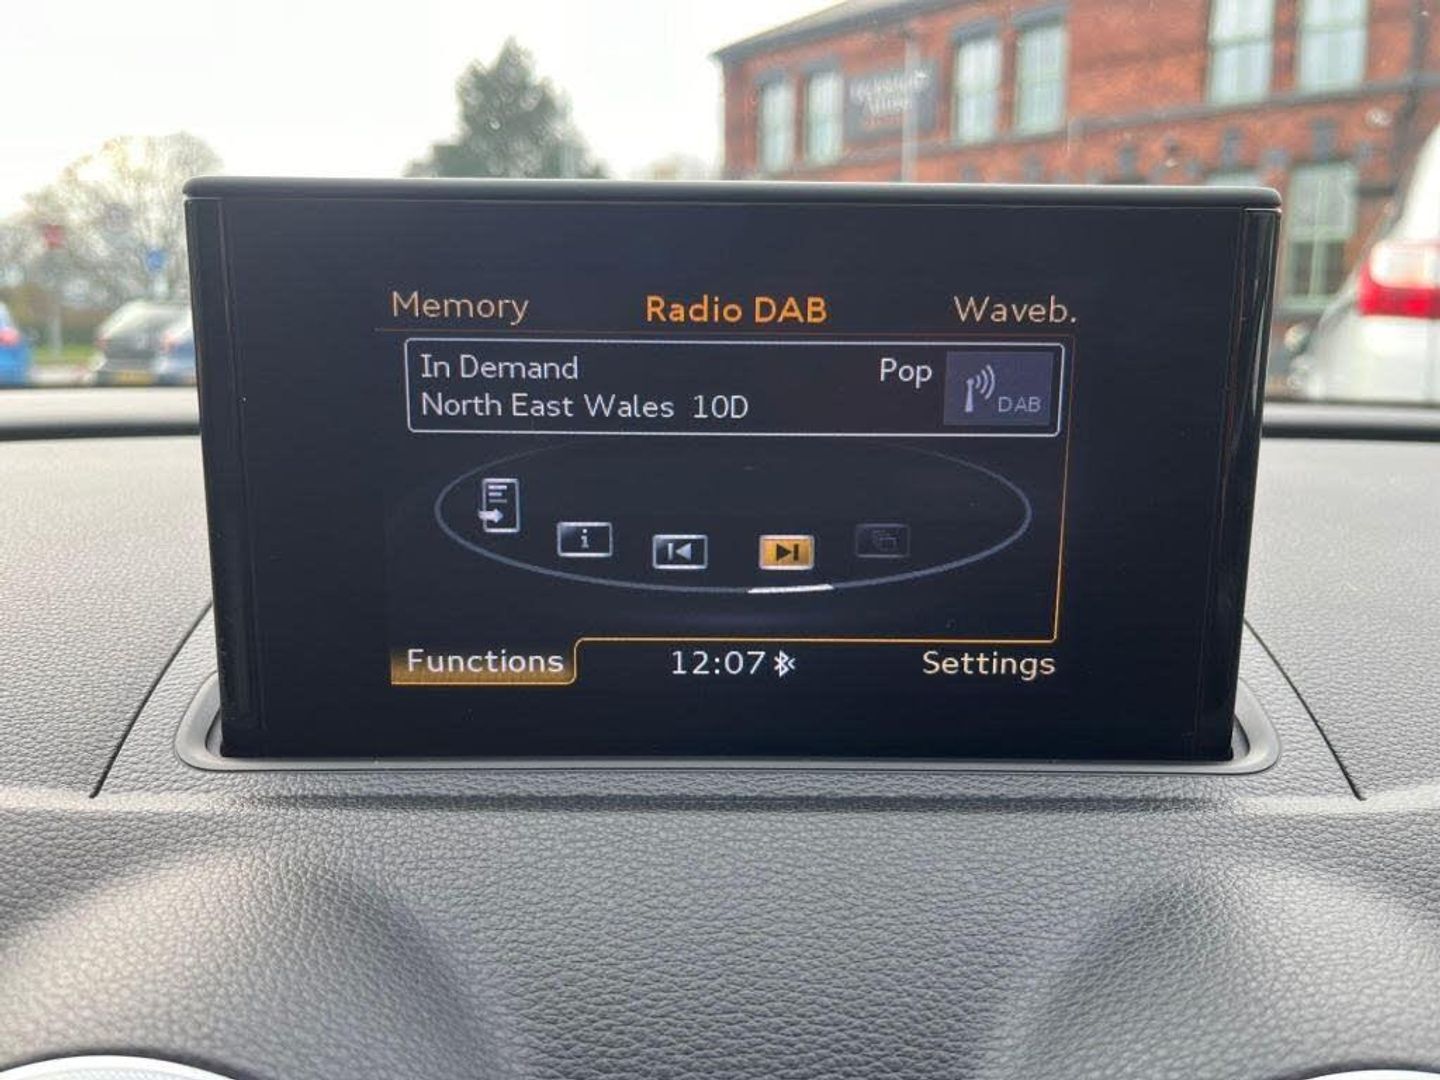 Memory Radio DAB Waveb.
In Demand Pop
North East Wales 10D DAB
i
Functions 12:07 Settings